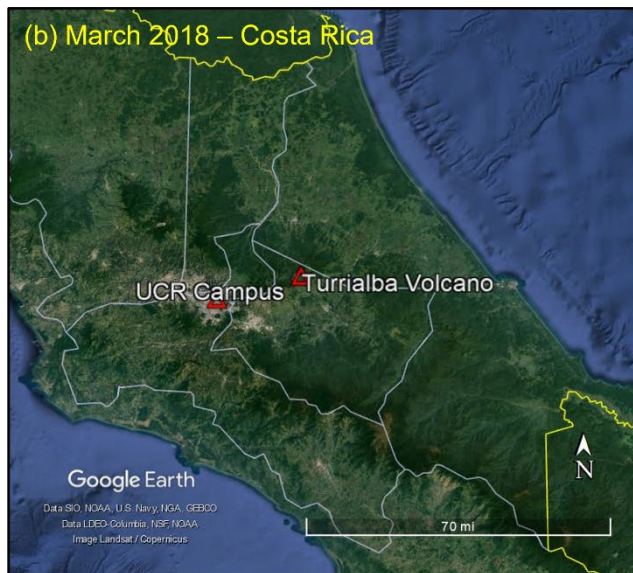 (b) March 2018 – Costa Rica
UCR Campus
Turrialba Volcano
Google Earth
Data SIO, NOAA, U.S. Navy, NGA, GEBCO
Data LDEO-Columbia, NSF, NOAA
Image Landsat / Copernicus
N
70 mi